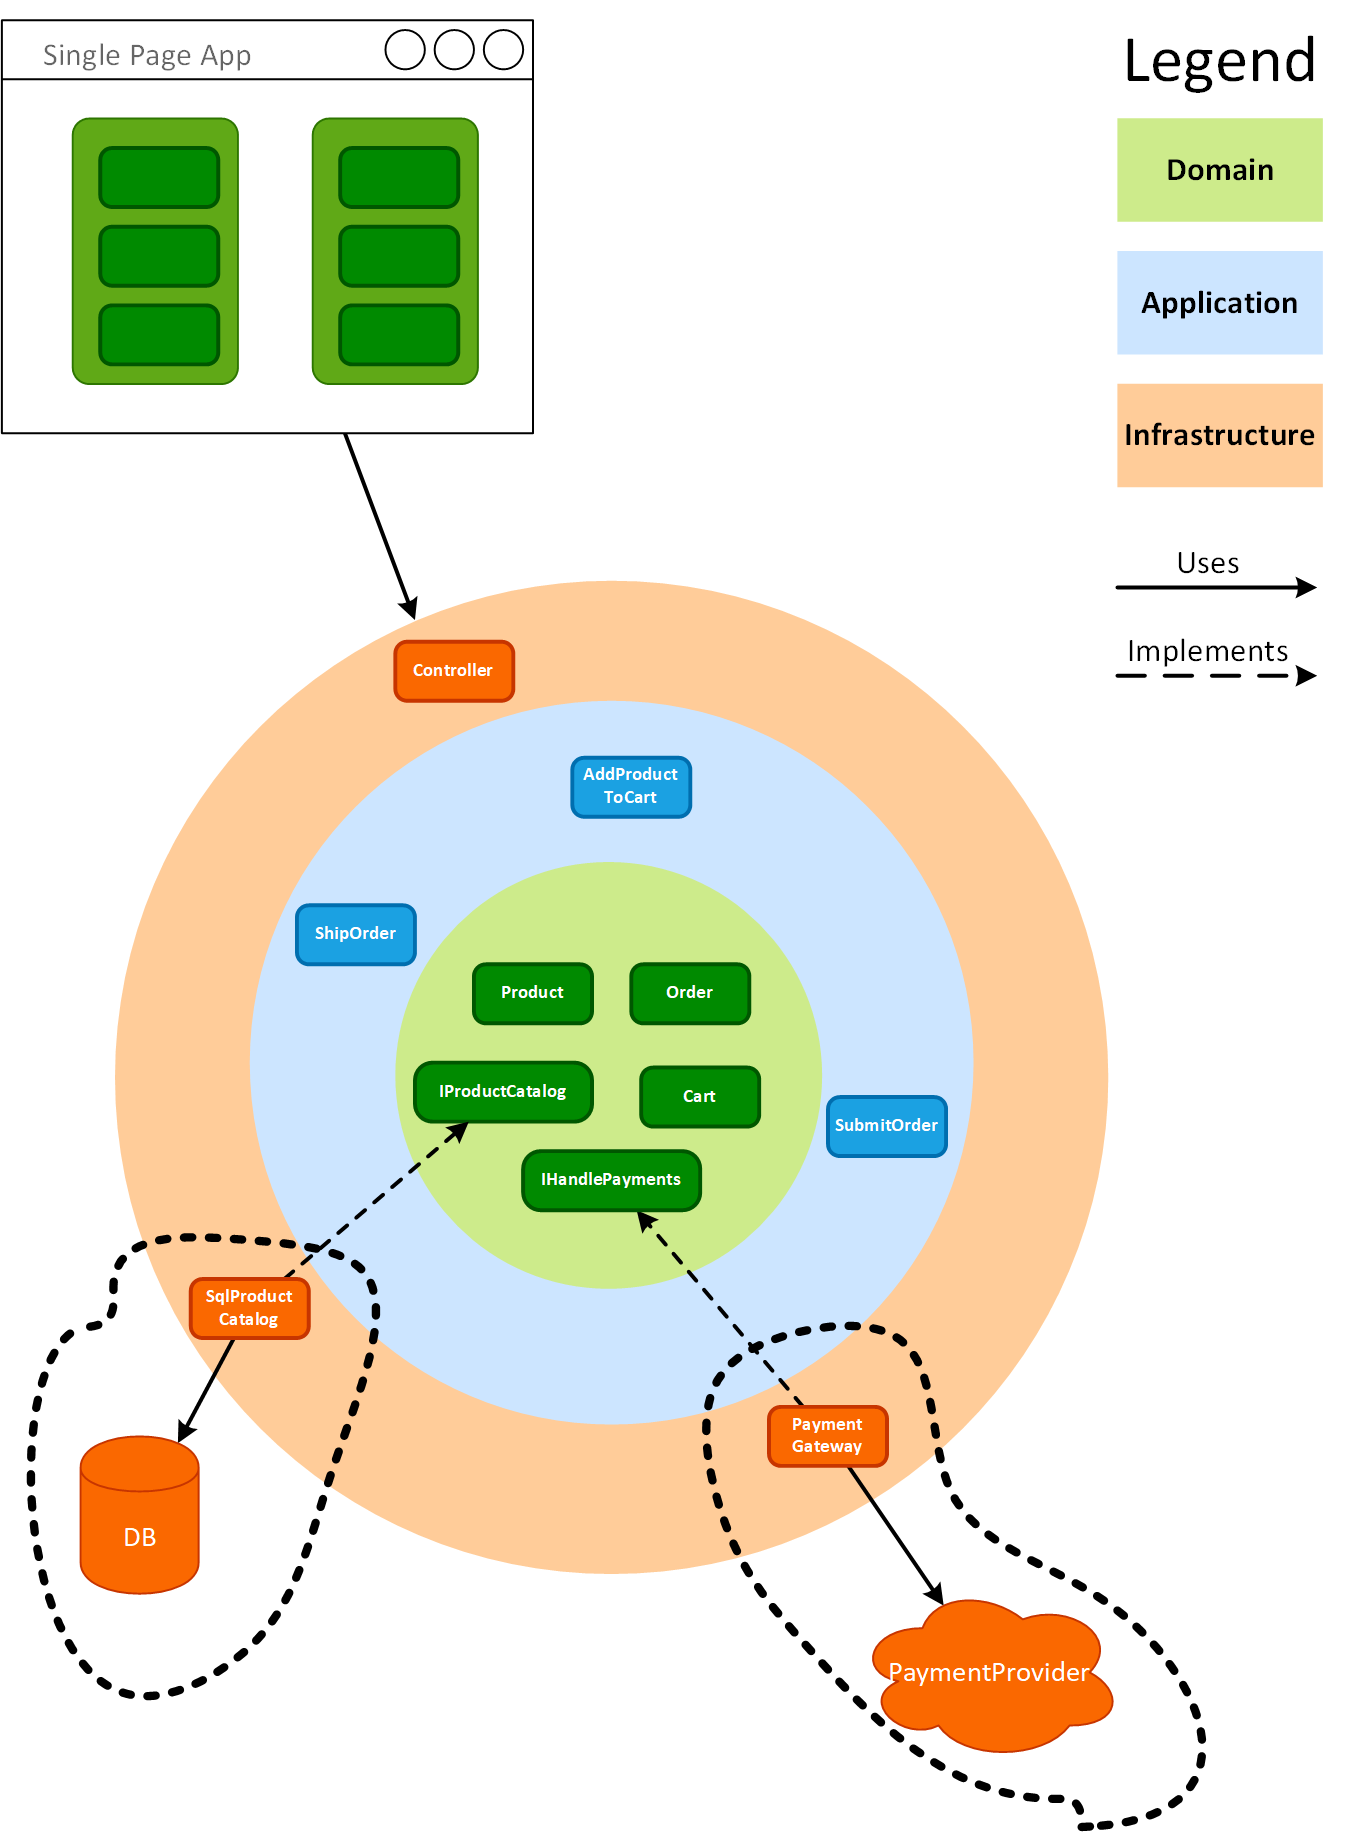 Single Page App
Legend
Domain
Application
Infrastructure
Uses
Implements
Controller
AddProduct
ToCart
ShipOrder
Product
Order
IProductCatalog
Cart
SubmitOrder
IHandlePayments
SqlProduct
Catalog
Payment
Gateway
DB
PaymentProvider